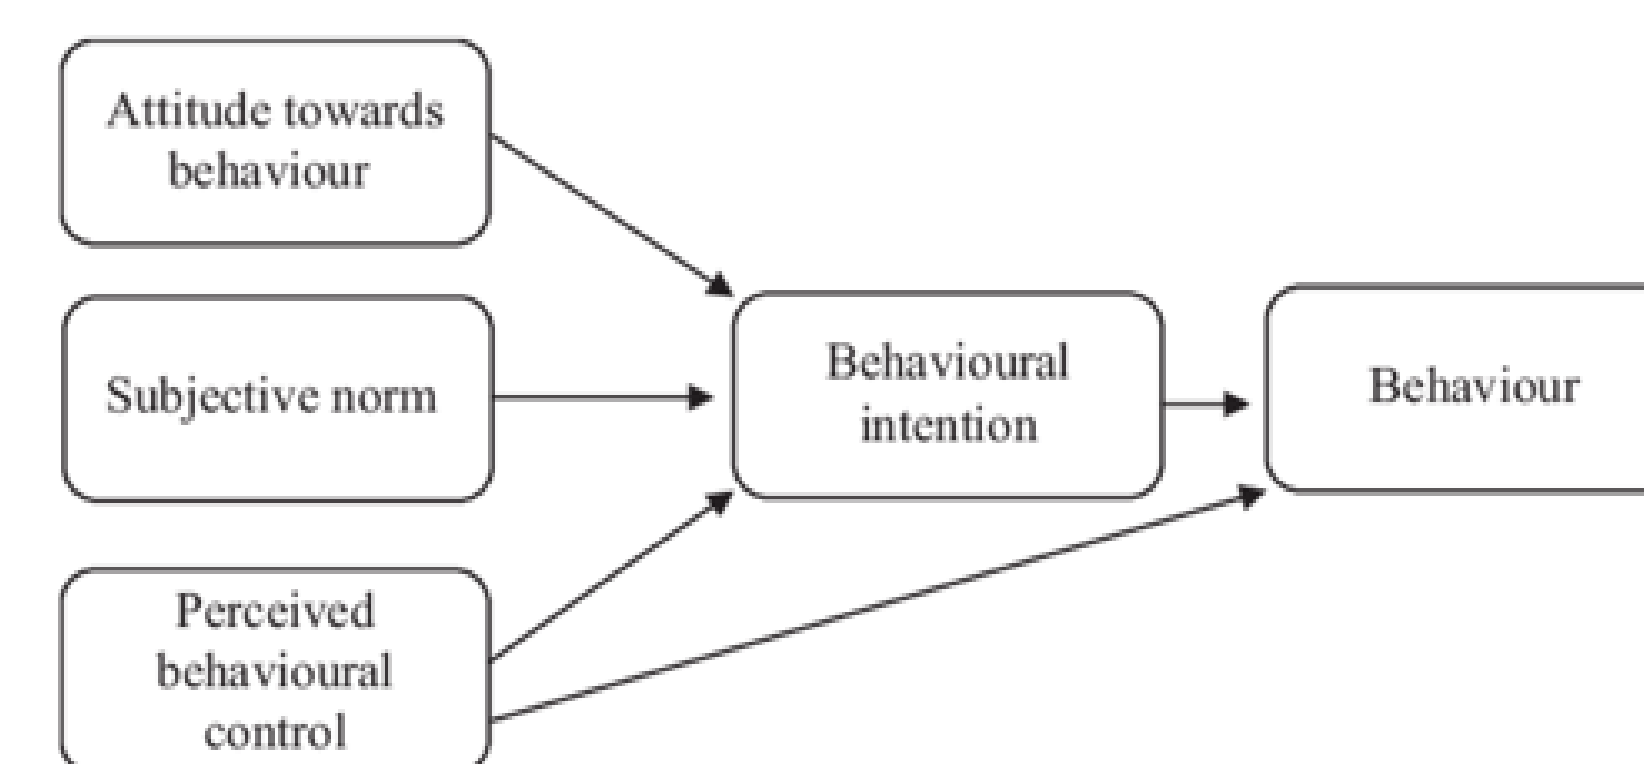 Attitude towards
behaviour
Subjective norm
Perceived
behavioural
control
Behavioural
intention
Behaviour